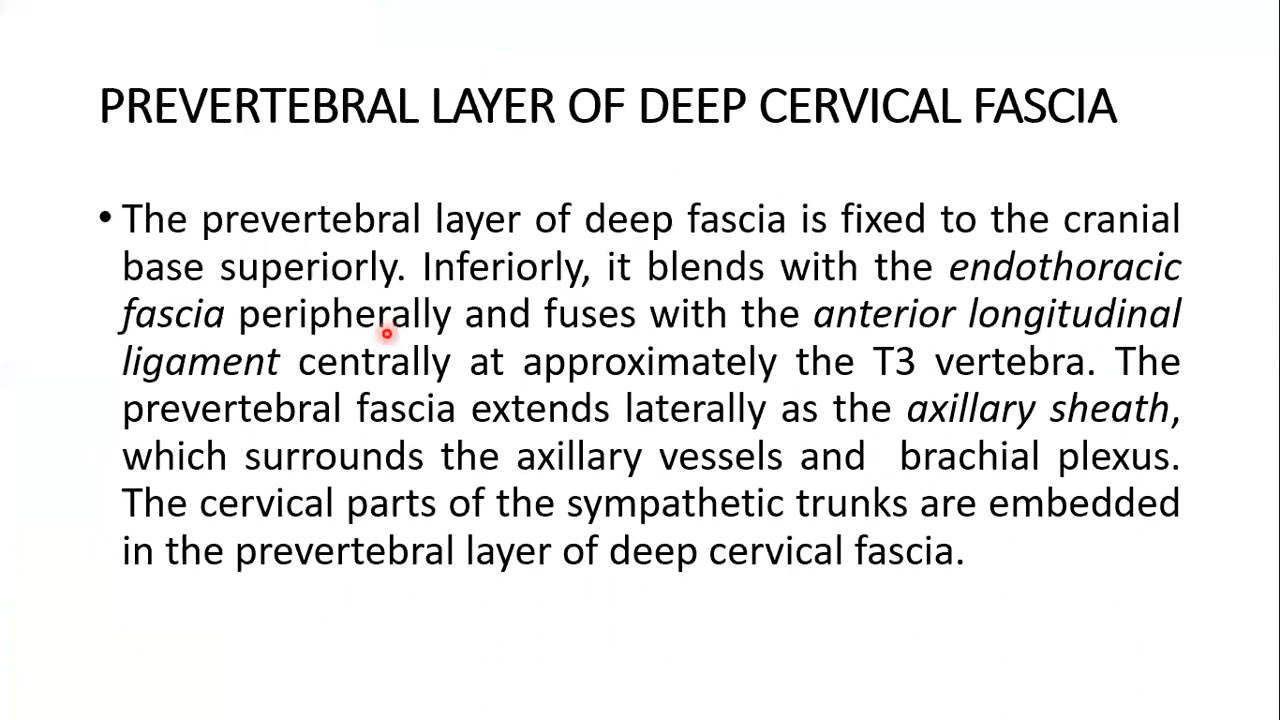 PREVERTEBRAL LAYER OF DEEP CERVICAL FASCIA
• The prevertebral layer of deep fascia is fixed to the cranial
base superiorly. Inferiorly, it blends with the endothoracic
fascia peripherally and fuses with the anterior longitudinal
ligament centrally at approximately the T3 vertebra. The
prevertebral fascia extends laterally as the axillary sheath,
which surrounds the axillary vessels and brachial plexus.
The cervical parts of the sympathetic trunks are embedded
in the prevertebral layer of deep cervical fascia.